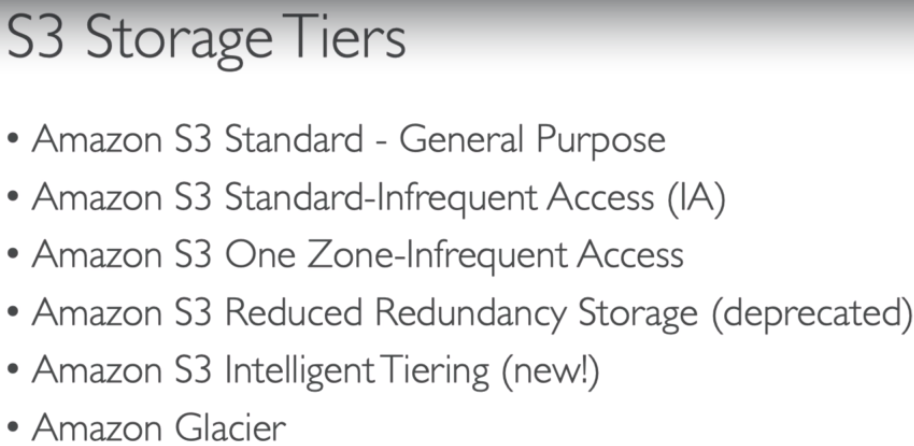 S3 Storage Tiers
• Amazon S3 Standard - General Purpose
• Amazon S3 Standard-Infrequent Access (IA)
• Amazon S3 One Zone-Infrequent Access
• Amazon S3 Reduced Redundancy Storage (deprecated)
• Amazon S3 Intelligent Tiering (new!)
• Amazon Glacier